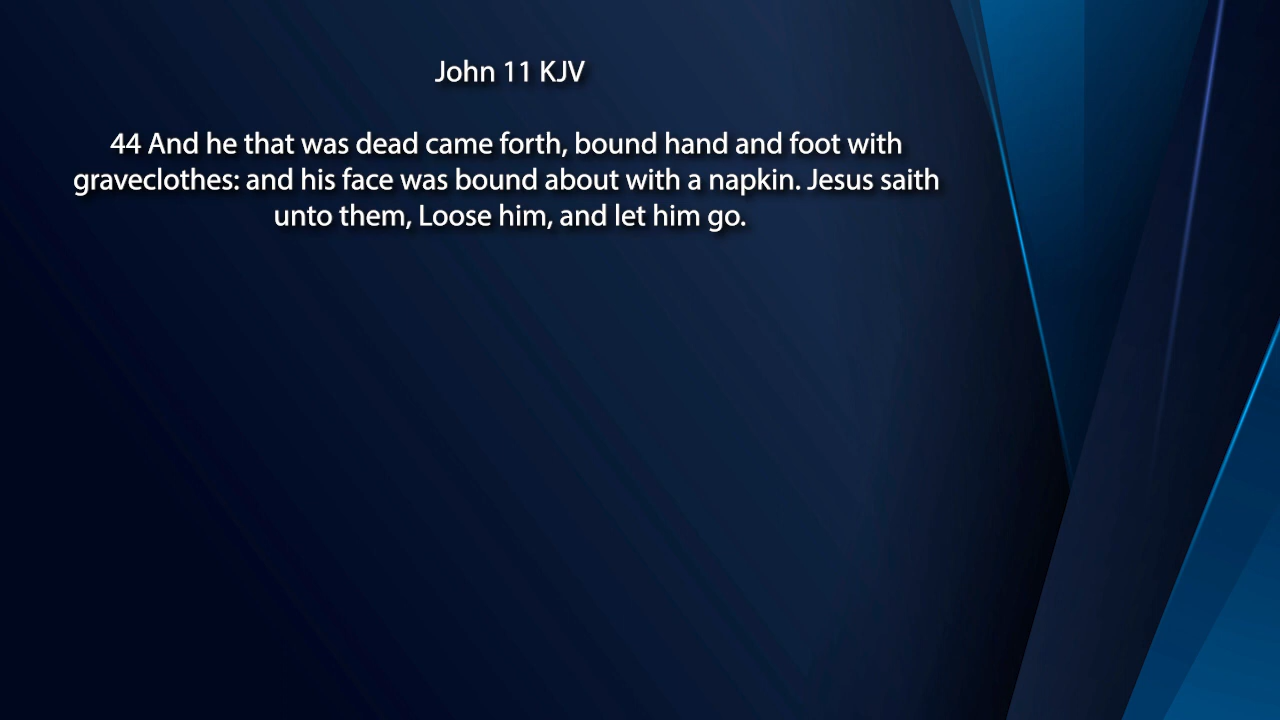 John 11 KJV
44 And he that was dead came forth, bound hand and foot with
graveclothes: and his face was bound about with a napkin. Jesus saith
unto them, Loose him, and let him go.